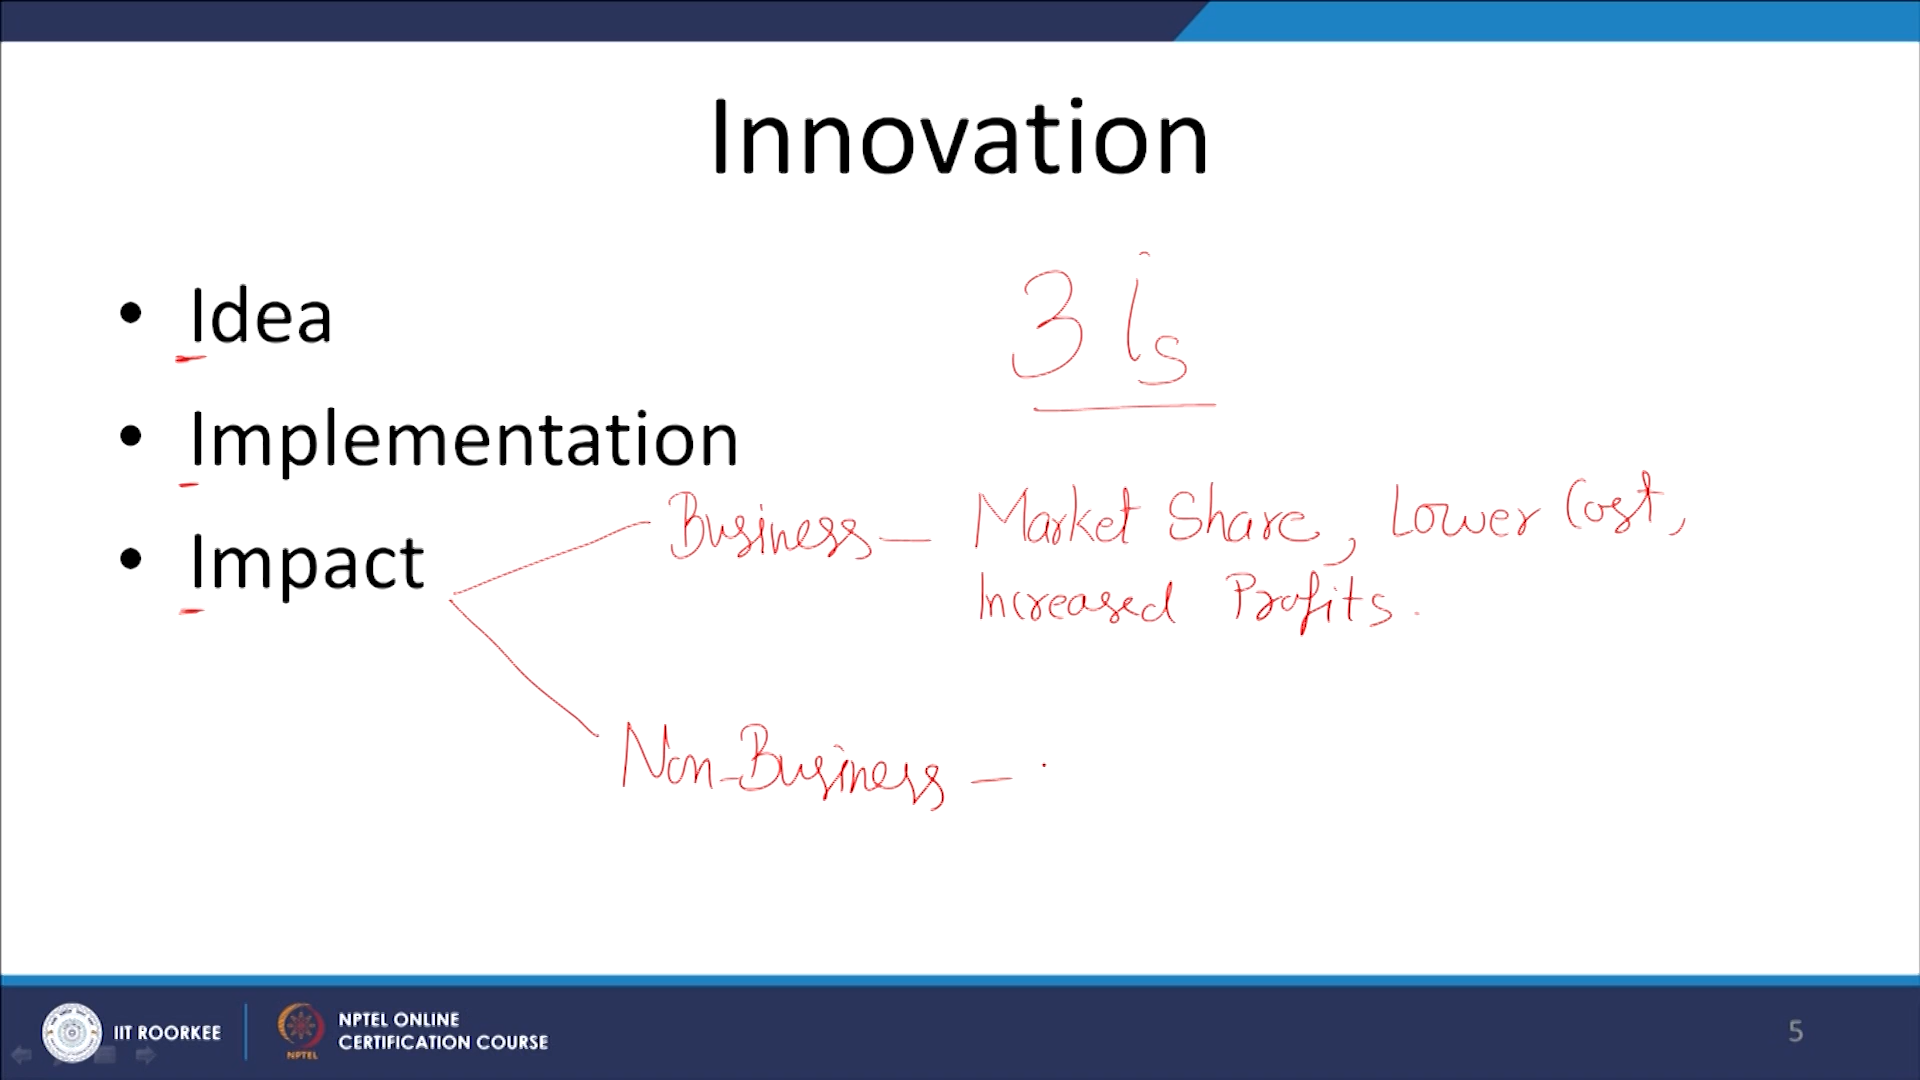 Innovation
• Idea
3 is
• Implementation
Business — Market Share, Lower Cost,
• Impact
Increased Profits.
Non-Business —
IIT ROORKEE
NPTEL
NPTEL ONLINE
CERTIFICATION COURSE
5